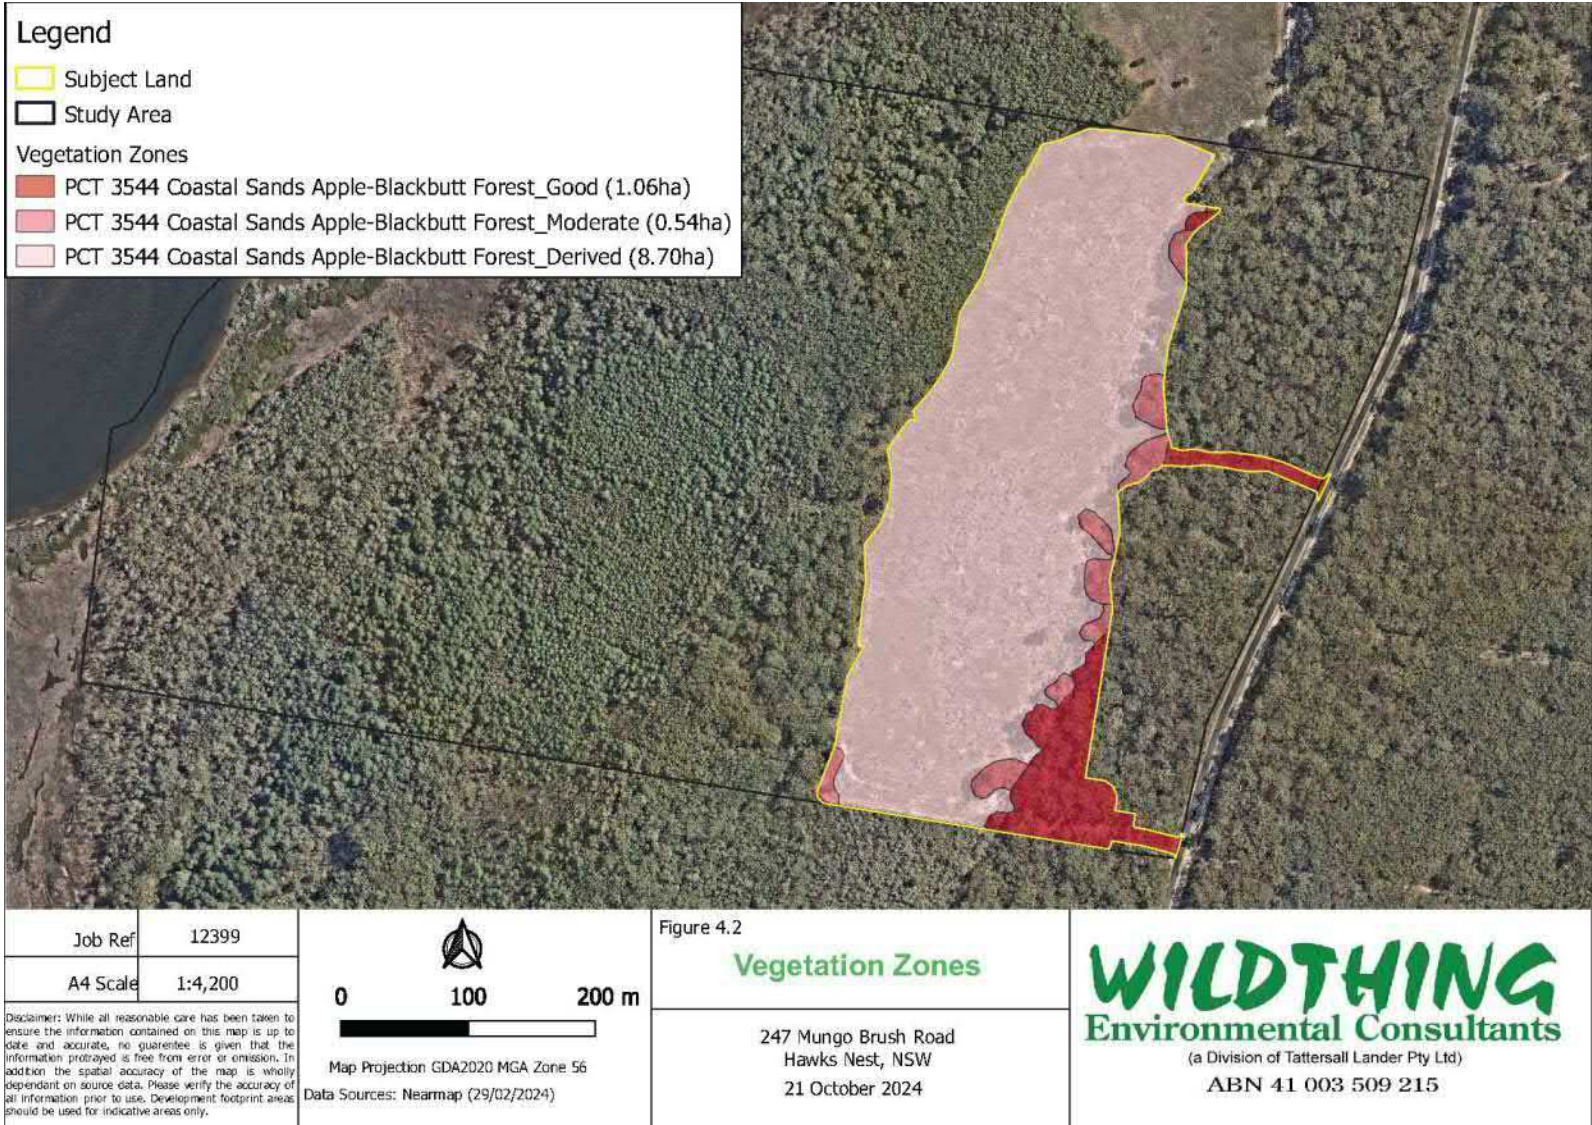 Legend
Subject Land
Study Area
Vegetation Zones
PCT 3544 Coastal Sands Apple-Blackbutt Forest_Good (1.06ha)
PCT 3544 Coastal Sands Apple-Blackbutt Forest_Moderate (0.54ha)
PCT 3544 Coastal Sands Apple-Blackbutt Forest_Derived (8.70ha)
Job Ref 12399
A4 Scale 1:4,200
Disclaimer: While all reasonable care has been taken to
ensure the information contained on this map is up to
date and accurate, no guarentee is given that the
information protrayed is free from error or omission. In
addition the spatial accuracy of the map is wholly
dependant on source data. Please verify the accuracy of
all information prior to use. Development footprint areas
should be used for indicative areas only.
0 100 200 m
Map Projection GDA2020 MGA Zone 56
Data Sources: Nearmap (29/02/2024)
Figure 4.2
Vegetation Zones
247 Mungo Brush Road
Hawks Nest, NSW
21 October 2024
WILDTHING
Environmental Consultants
(a Division of Tattersall Lander Pty Ltd)
ABN 41 003 509 215